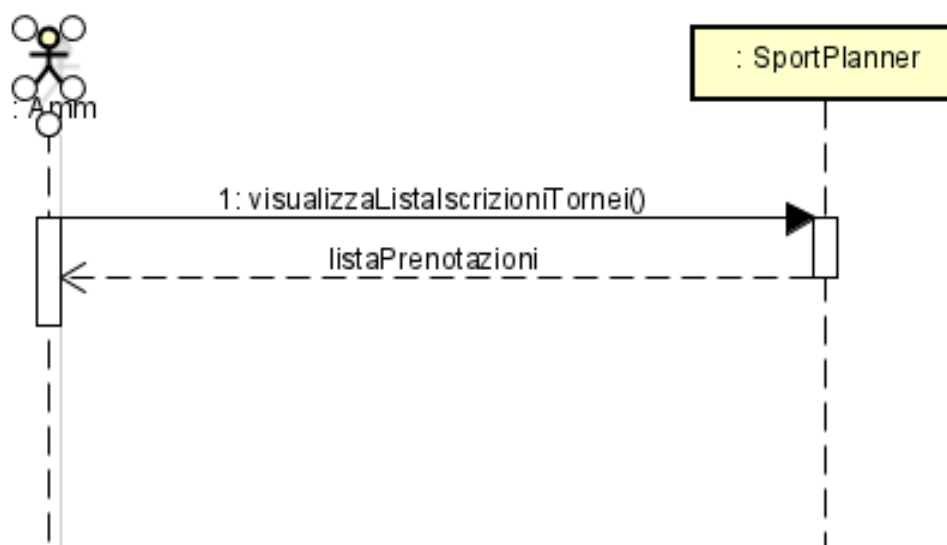 : Amm
: SportPlanner
1: visualizzaListaIscrizioniTornei()
listaPrenotazioni